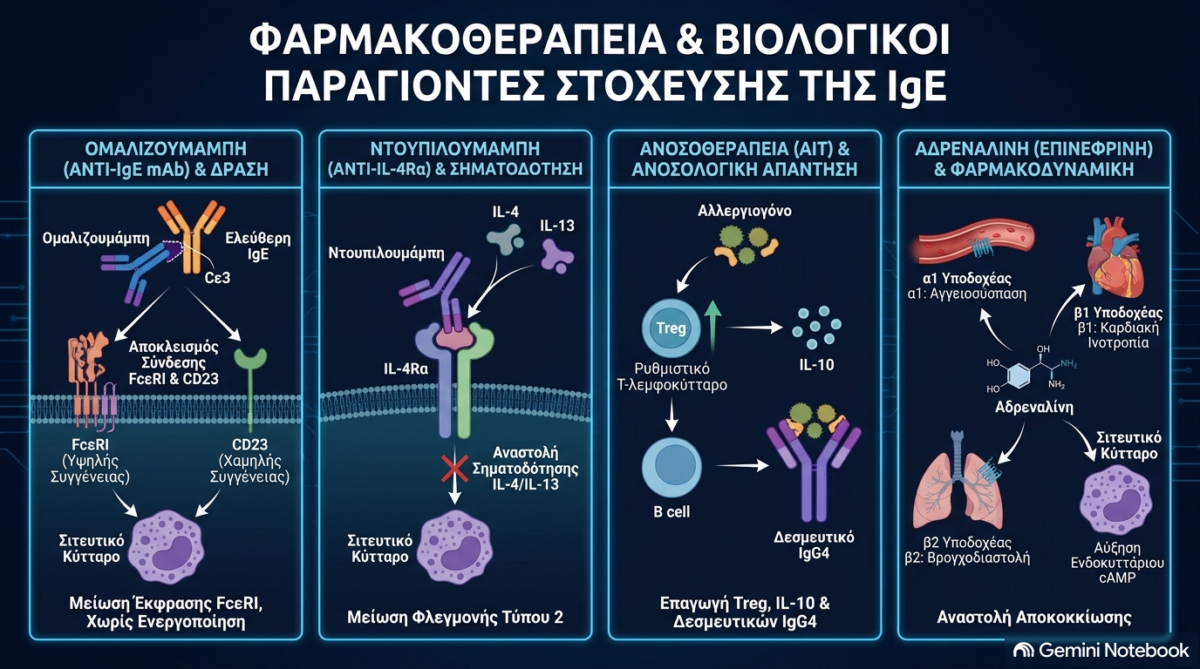 ΦΑΡΜΑΚΟΘΕΡΑΠΕΙΑ & ΒΙΟΛΟΓΙΚΟΙ
ΠΑΡΑΓΙΟΝΤΕΣ ΣΤΟΧΕΥΣΗΣ ΤΗΣ IgE
ΟΜΑΛΙΖΟΥΜΑΜΠΗ
(ANTI-IgE mAb) & ΔΡΑΣΗ
Ομαλιζουμάμπη
Ελεύθερη
IgE
Cε3
Αποκλεισμός
Σύνδεσης
FcεRI & CD23
FcεRI
(Υψηλής
Συγγένειας)
CD23
(Χαμηλής
Συγγένειας)
Σιτευτικό
Κύτταρο
Μείωση Έκφρασης FcεRI,
Χωρίς Ενεργοποίηση
ΝΤΟΥΠΙΛΟΥΜΑΜΠΗ
(ANTI-IL-4Rα) & ΣΗΜΑΤΟΔΟΤΗΣΗ
IL-4
IL-13
Ντουπιλουμάμπη
IL-4Rα
Αναστολή
Σηματοδότησης
IL-4/IL-13
Σιτευτικό
Κύτταρο
Μείωση Φλεγμονής Τύπου 2
ΑΝΟΣΟΘΕΡΑΠΕΙΑ (AIT) &
ΑΝΟΣΟΛΟΓΙΚΗ ΑΠΑΝΤΗΣΗ
Αλλεργιογόνο
Treg
Ρυθμιστικό
Τ-λεμφοκύτταρο
IL-10
B cell
Δεσμευτικό
IgG4
Επαγωγή Treg, IL-10 &
Δεσμευτικών IgG4
ΑΔΡΕΝΑΛΙΝΗ (ΕΠΙΝΕΦΡΙΝΗ)
& ΦΑΡΜΑΚΟΔΥΝΑΜΙΚΗ
α1 Υποδοχέας
α1: Αγγειοσύσπαση
β1 Υποδοχέας
β1: Καρδιακή
Ινοτροπία
HO
HO
OH
NH₂
NH₂
Αδρεναλίνη
β2 Υποδοχέας
β2: Βρογχοδιαστολή
Σιτευτικό
Κύτταρο
Αύξηση
Ενδοκυττάριου
cAMP
Αναστολή Αποκοκκίωσης
Gemini Notebook